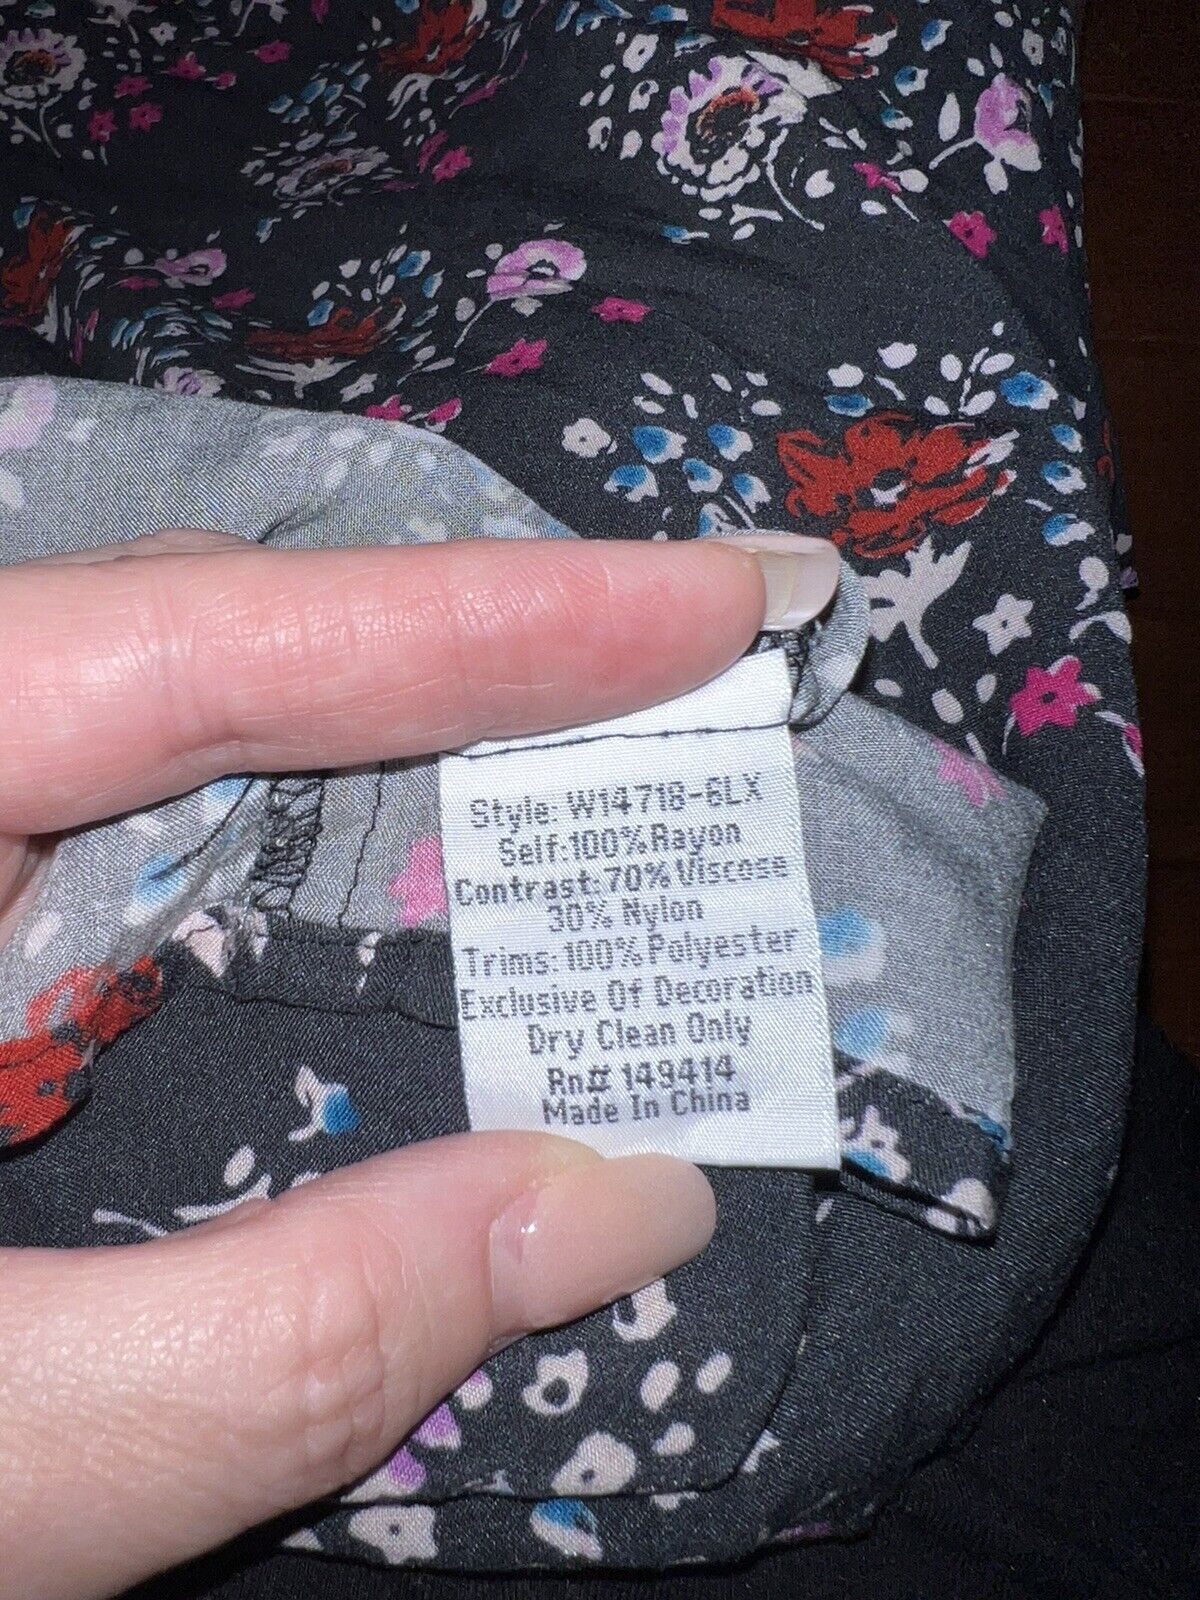 Style: W14718-6LX
Self:100%Rayon
Contrast:70%Viscose
30% Nylon
Trims:100%Polyester
Exclusive Of Decoration
Dry Clean Only
Rn# 149414
Made In China